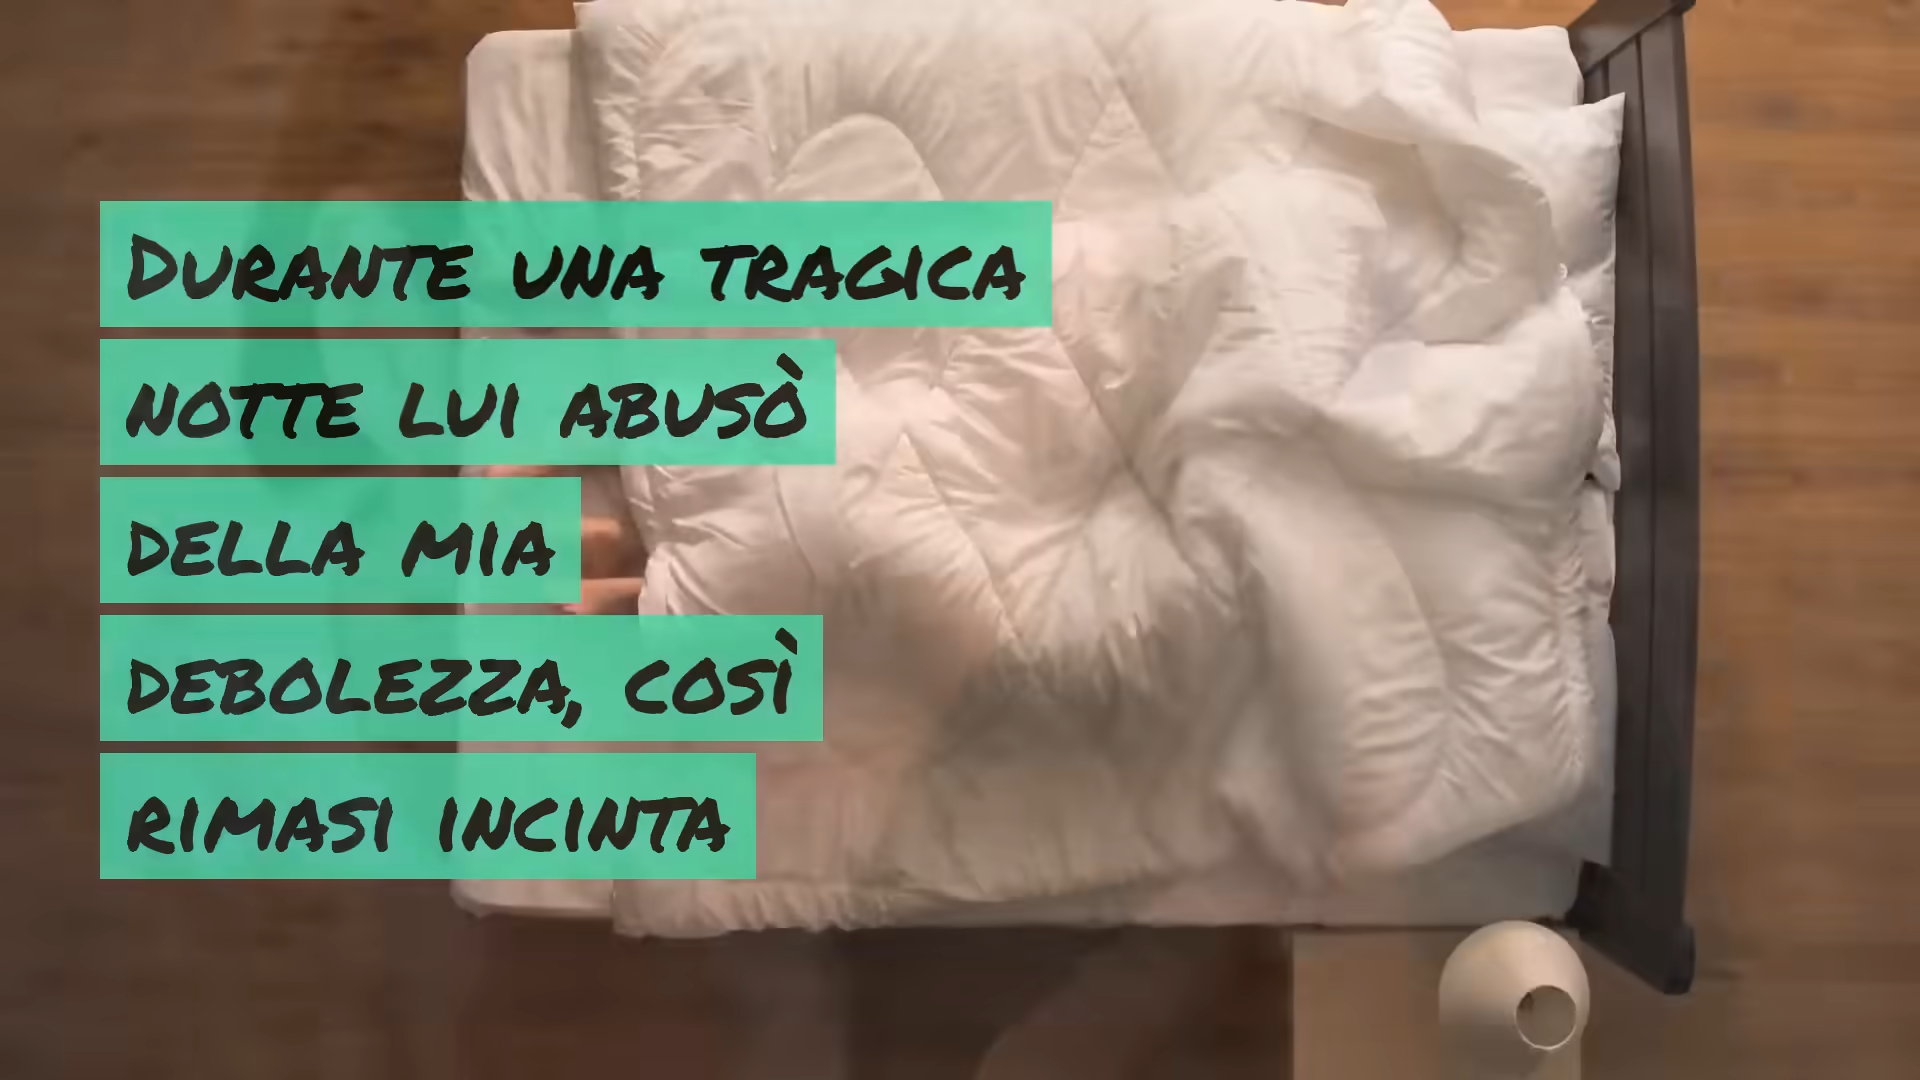 Durante una tragica
notte lui abusò
della mia
debolezza, così
rimasi incinta